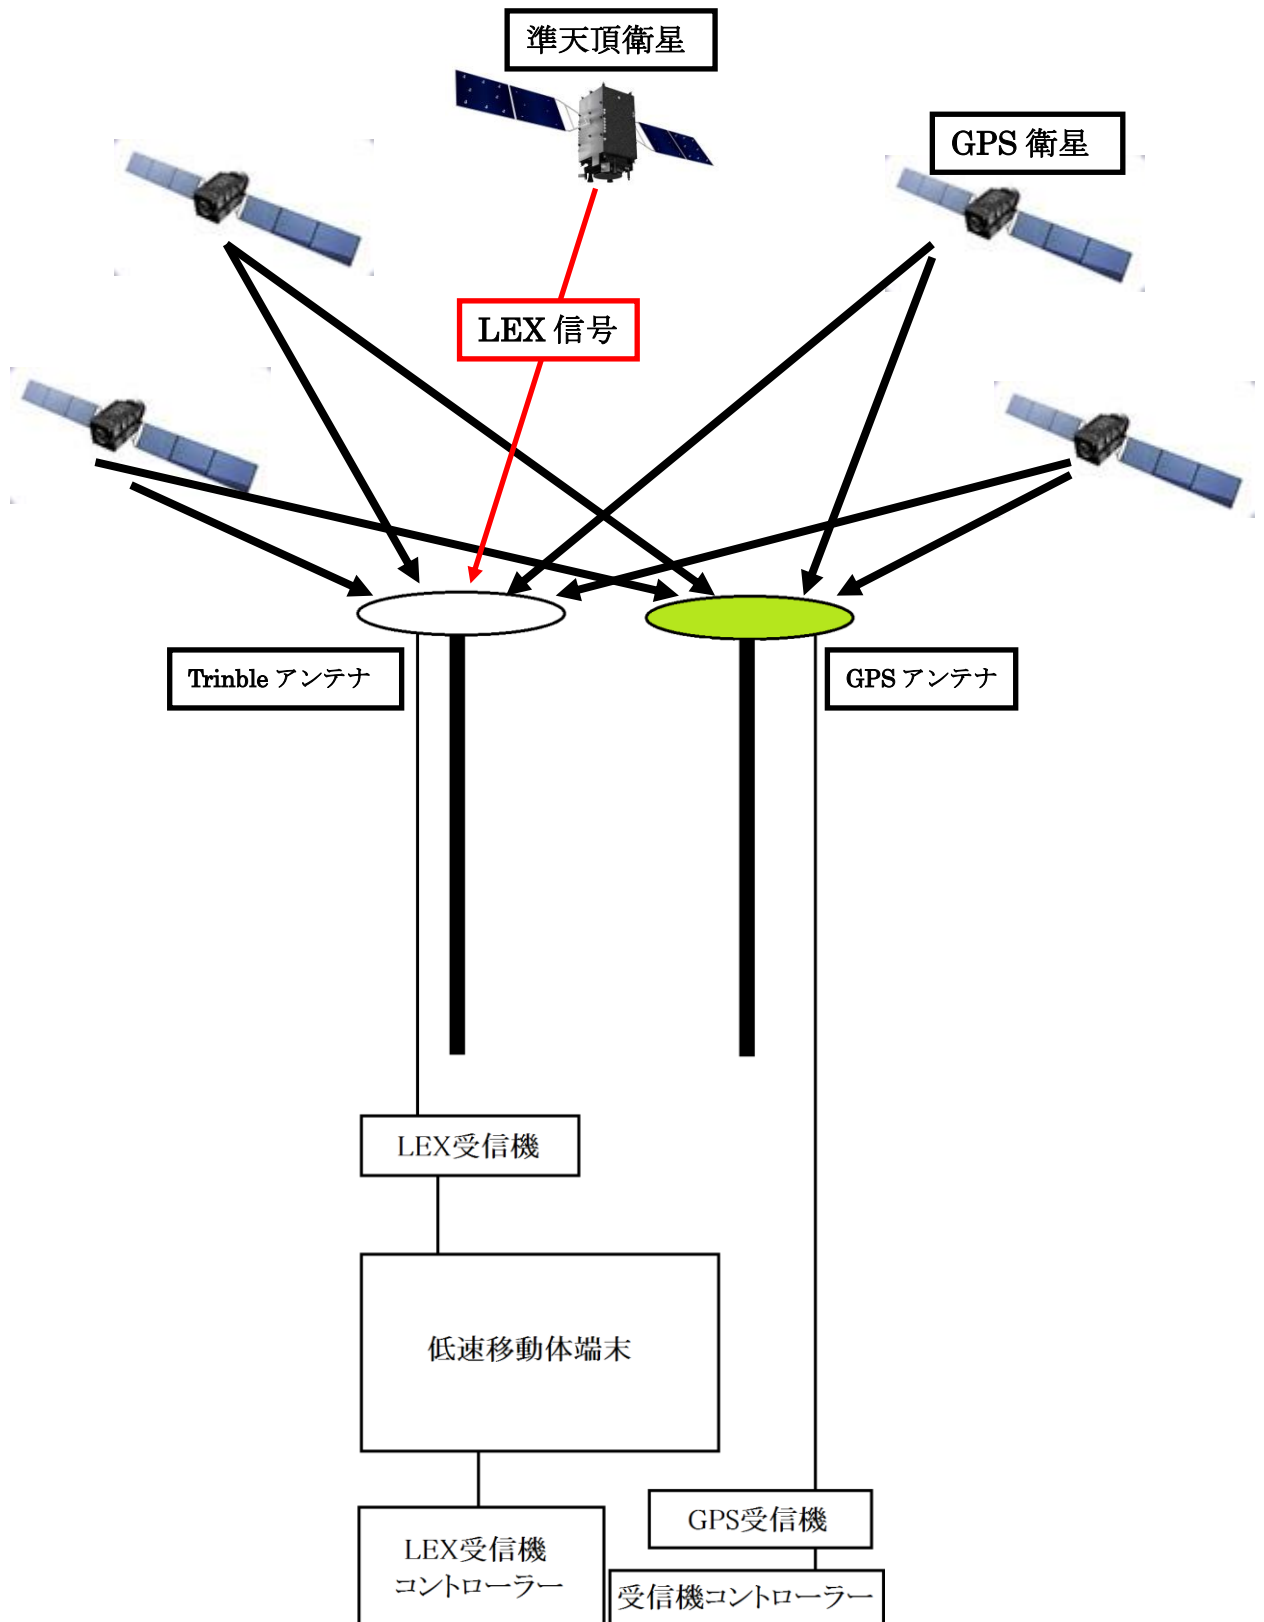 準天頂衛星
GPS 衛星
LEX 信号
Trinble アンテナ
GPS アンテナ
LEX受信機
低速移動体端末
GPS受信機
LEX受信機
コントローラー
受信機コントローラー